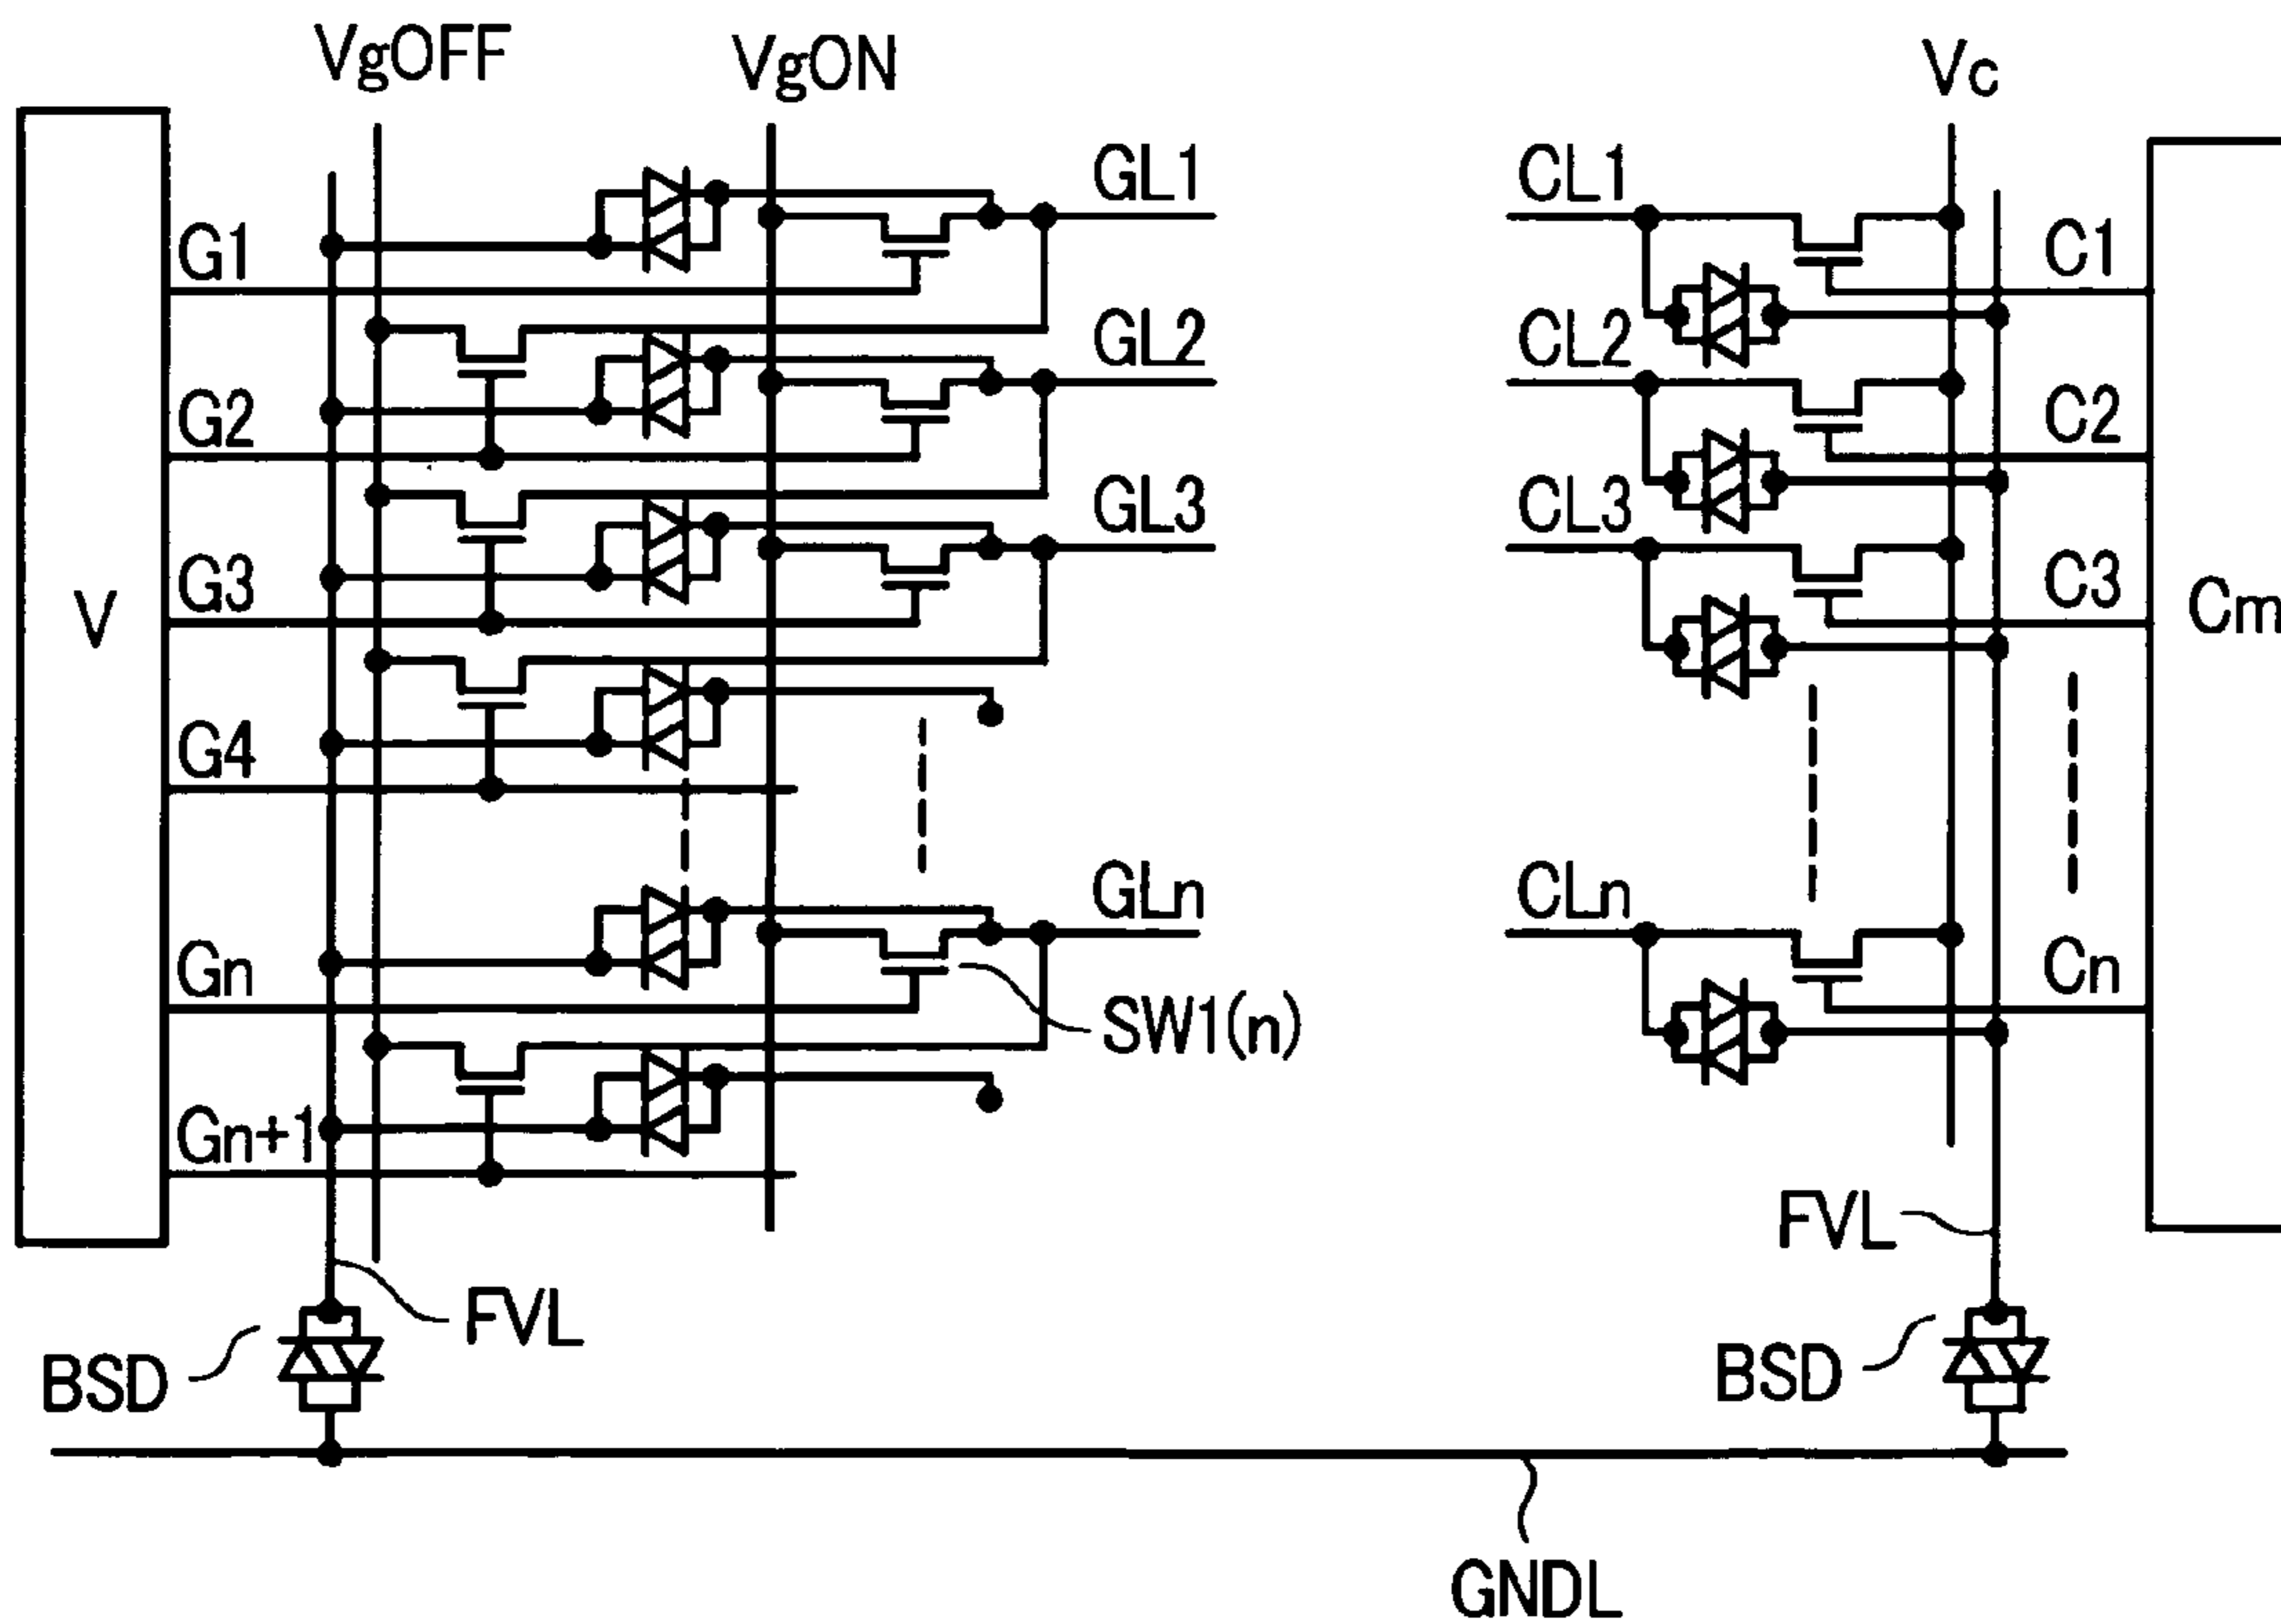 VgOFF
VgON
Vc
GL1
CL1
G1
C1
GL2
CL2
G2
C2
GL3
CL3
G3
C3
V
Cm
G4
GLn
CLn
Gn
Cn
SW1(n)
Gn+1
FVL
FVL
BSD
BSD
GNDL